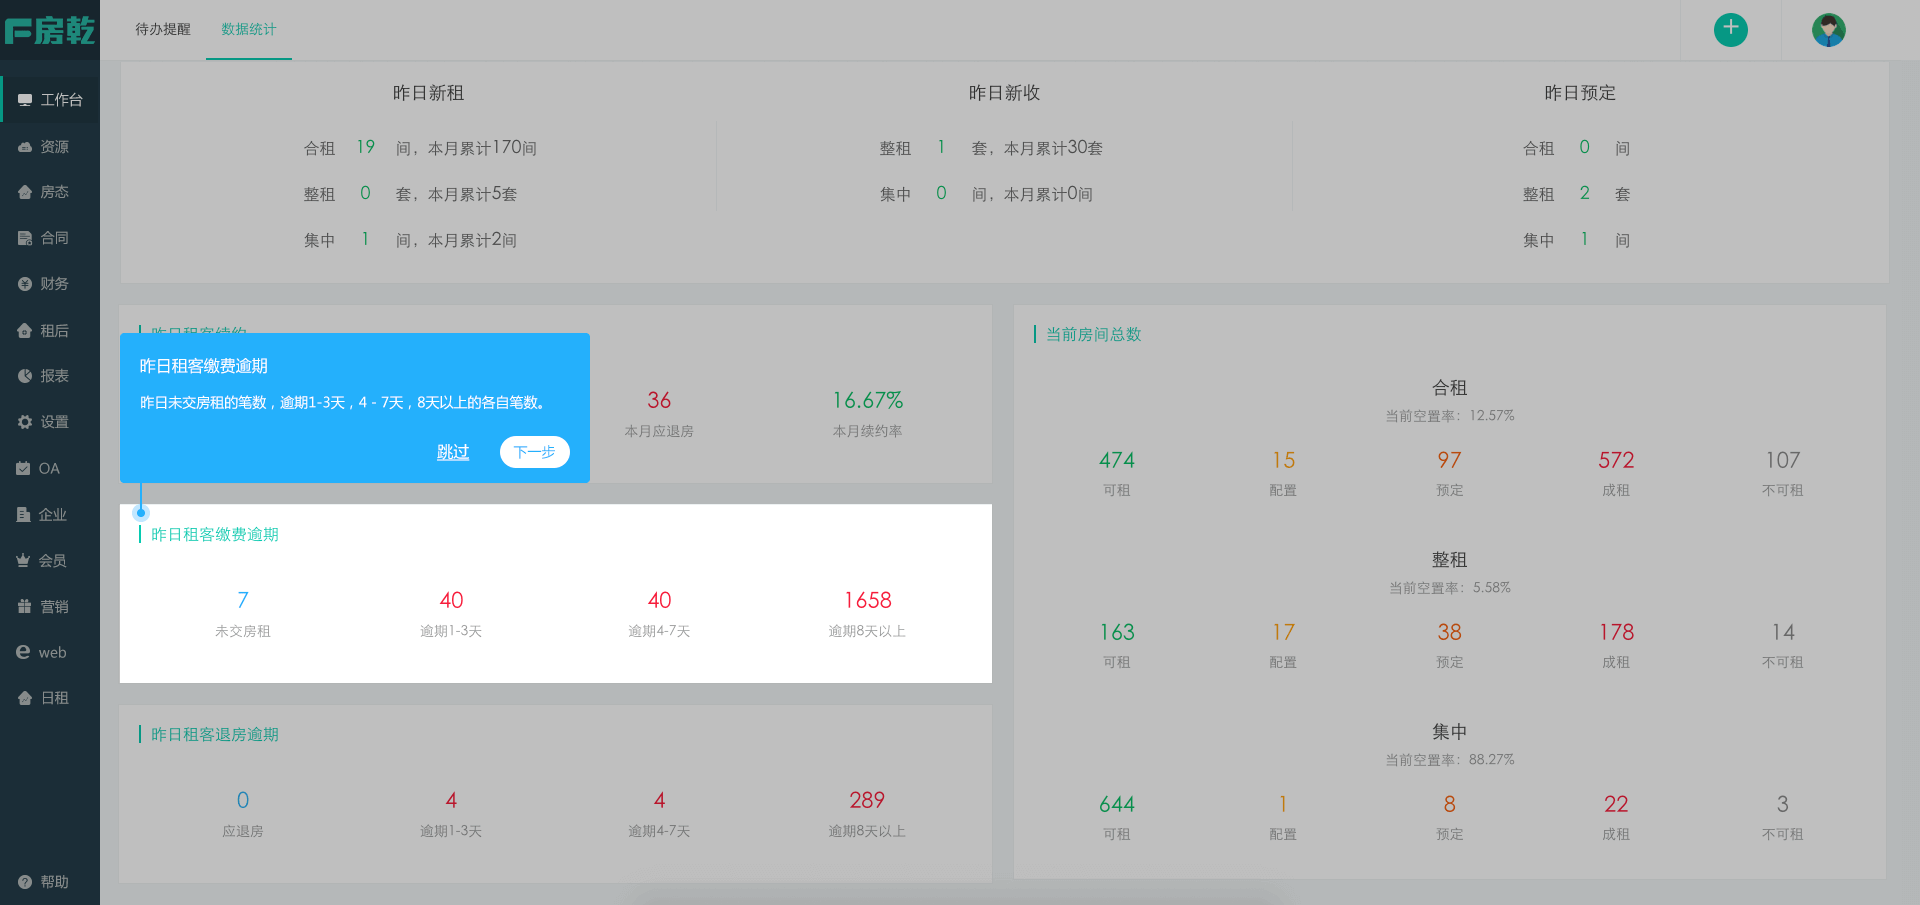 房乾
待办提醒 数据统计
工作台
资源
房态
合同
财务
租后
报表
设置
OA
企业
会员
营销
web
日租
帮助
昨日新租
合租 19 间，本月累计170间
整租 0 套，本月累计5套
集中 1 间，本月累计2间
昨日新收
整租 1 套，本月累计30套
集中 0 间，本月累计0间
昨日预定
合租 0 间
整租 2 套
集中 1 间
昨日租客续约
36 16.67%
本月应退房 本月续约率
昨日租客缴费逾期
昨日未交房租的笔数，逾期1-3天，4 - 7天，8天以上的各自笔数。
跳过 下一步
昨日租客缴费逾期
7 40 40 1658
未交房租 逾期1-3天 逾期4-7天 逾期8天以上
昨日租客退房逾期
0 4 4 289
应退房 逾期1-3天 逾期4-7天 逾期8天以上
当前房间总数
合租
当前空置率：12.57%
474 15 97 572 107
可租 配置 预定 成租 不可租
整租
当前空置率：5.58%
163 17 38 178 14
可租 配置 预定 成租 不可租
集中
当前空置率：88.27%
644 1 8 22 3
可租 配置 预定 成租 不可租